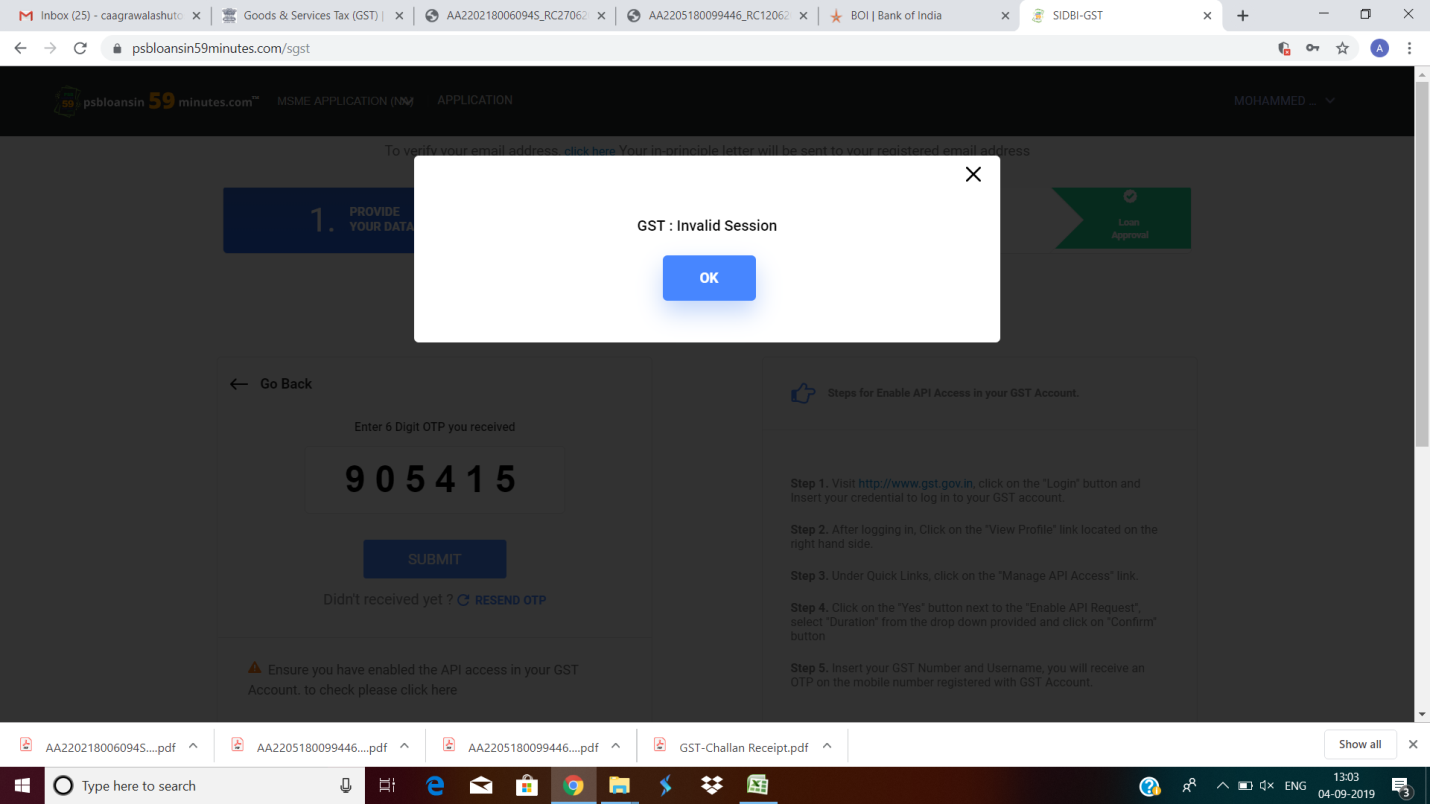 Inbox (25) - caagrawalashuto
Goods & Services Tax (GST) |
AA220218006094S_RC27062
AA2205180099446_RC12062
BOI | Bank of India
SIDBI-GST
psbloansin59minutes.com/sgst
A
psbloansin 59 minutes.com™
MSME APPLICATION
APPLICATION
MOHAMMED ...
To verify your email address, click here Your in-principle letter will be sent to your registered email address
1. PROVIDE
YOUR DATA
Loan
Approval
GST : Invalid Session
OK
Go Back
Enter 6 Digit OTP you received
905415
SUBMIT
Didn't received yet ? RESEND OTP
Ensure you have enabled the API access in your GST
Account. to check please click here
Steps for Enable API Access in your GST Account.
Step 1. Visit http://www.gst.gov.in, click on the "Login" button and
Insert your credential to log in to your GST account.
Step 2. After logging in, Click on the "View Profile" link located on the
right hand side.
Step 3. Under Quick Links, click on the "Manage API Access" link.
Step 4. Click on the "Yes" button next to the "Enable API Request",
select "Duration" from the drop down provided and click on "Confirm"
button
Step 5. Insert your GST Number and Username, you will receive an
OTP on the mobile number registered with GST Account.
AA220218006094S....pdf
AA2205180099446....pdf
AA2205180099446....pdf
GST-Challan Receipt.pdf
Show all
Type here to search
ENG
13:03
04-09-2019
3